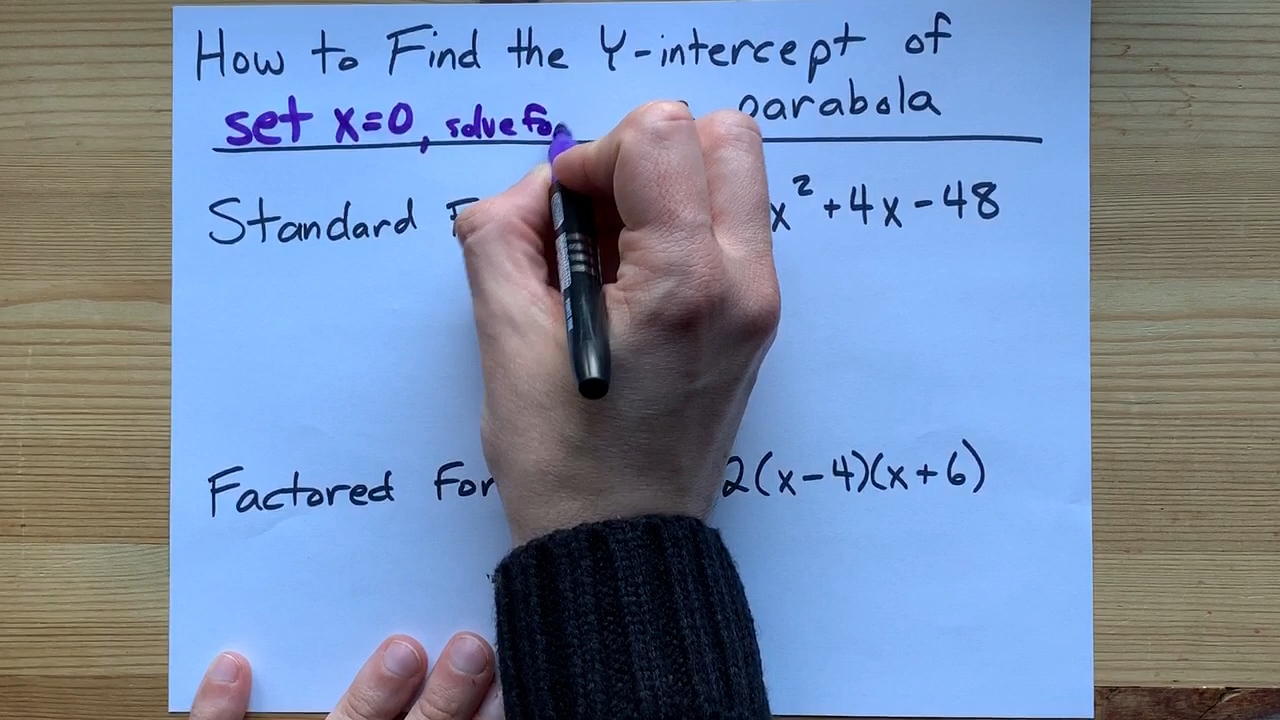 How to Find the Y-intercept of
set x=0, solve fo parabola
Standard x²+4x-48
Factored For 2(x-4)(x+6)